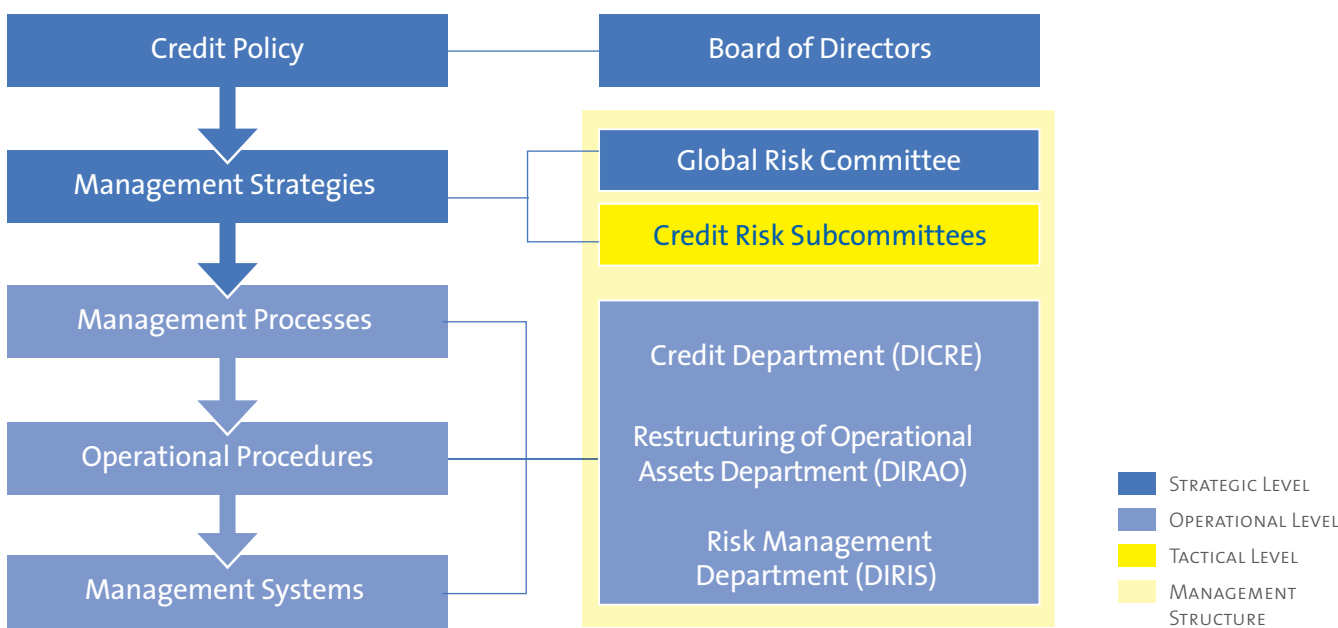 Credit Policy
Board of Directors
Global Risk Committee
Management Strategies
Credit Risk Subcommittees
Management Processes
Credit Department (DICRE)
Restructuring of Operational
Assets Department (DIRAO)
Operational Procedures
Risk Management
Department (DIRIS)
Management Systems
Strategic Level
Operational Level
Tactical Level
Management
Structure